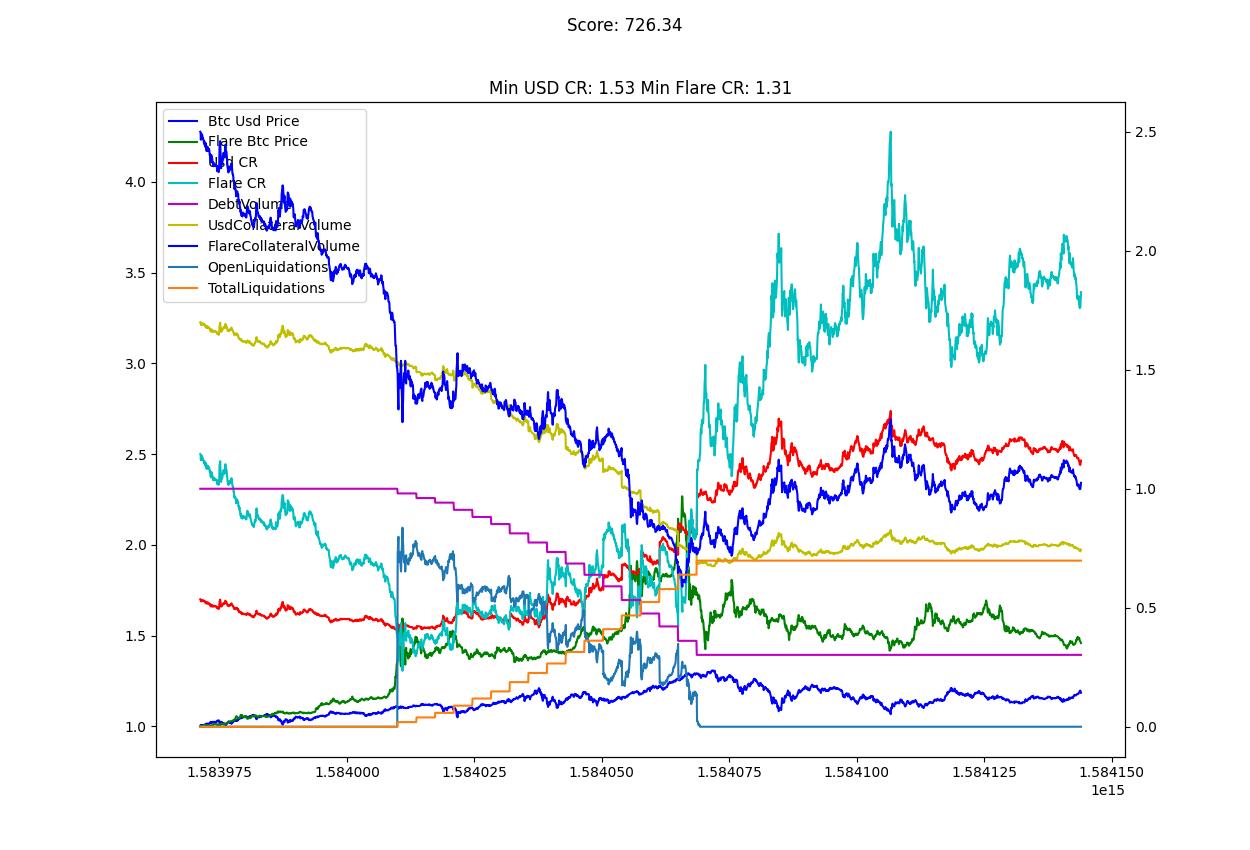 Score: 726.34
Min USD CR: 1.53 Min Flare CR: 1.31
Btc Usd Price
Flare Btc Price
Usd CR
Flare CR
DebtVolume
UsdCollateralVolume
FlareCollateralVolume
OpenLiquidations
TotalLiquidations
4.0
3.5
3.0
2.5
2.0
1.5
1.0
2.5
2.0
1.5
1.0
0.5
0.0
1.583975 1.584000 1.584025 1.584050 1.584075 1.584100 1.584125 1.584150
1e15